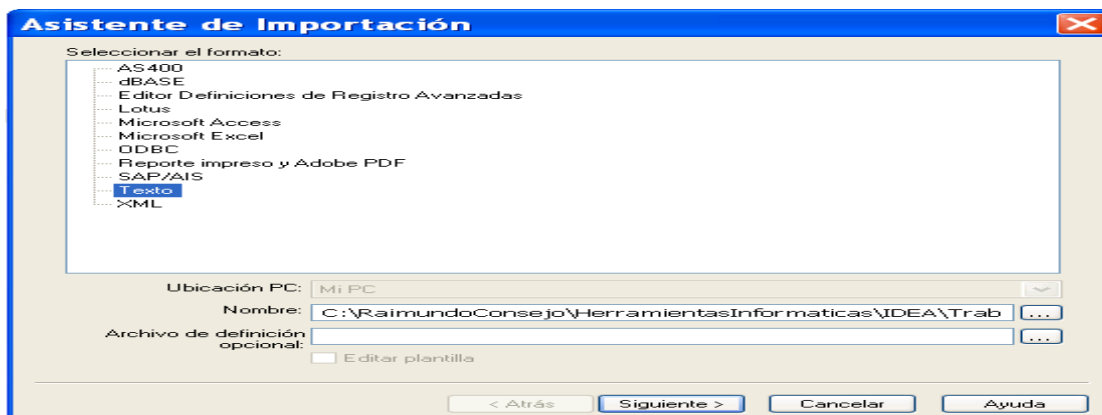 Asistente de Importación
Seleccionar el formato:
AS400
dBASE
Editor Definiciones de Registro Avanzadas
Lotus
Microsoft Access
Microsoft Excel
ODBC
Reporte impreso y Adobe PDF
SAP/AIS
Texto
XML
Ubicación PC: Mi PC
Nombre: C:\RaimundoConsejo\HerramientasInformaticas\IDEA\Trab ...
Archivo de definición opcional: ...
Editar plantilla
< Atrás Siguiente > Cancelar Ayuda